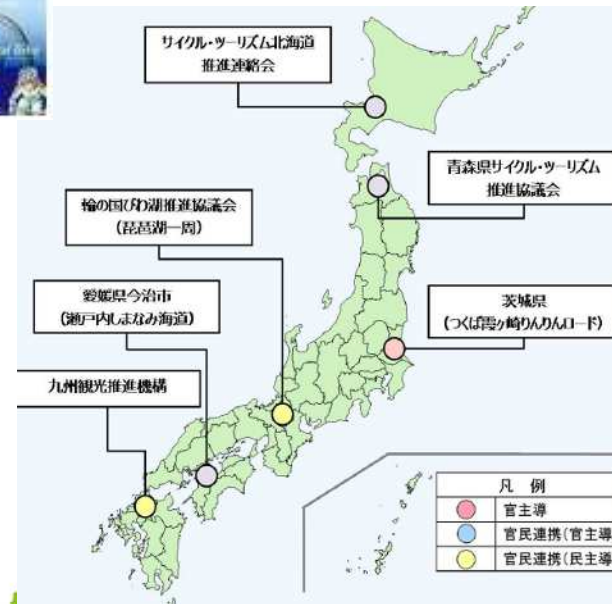 サイクル・ツーリズム北海道
推進連絡会
青森県サイクル・ツーリズム
推進協議会
輪の国びわ湖推進協議会
(琵琶湖一周)
愛媛県今治市
(瀬戸内しまなみ海道)
茨城県
(つくば霞ヶ崎りんりんロード)
九州観光推進機構
凡 例
官主導
官民連携(官主導
官民連携(民主導